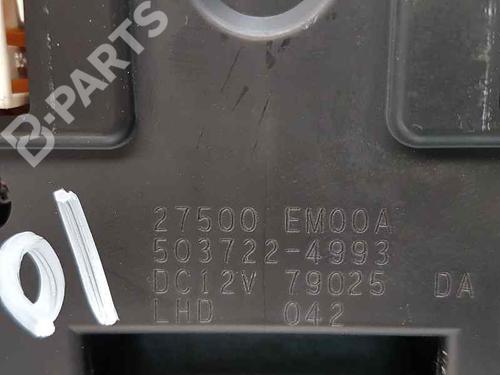 B-PARTS
27500 EM00A
503722-4993
DC12V 79025 DA
LHD 042